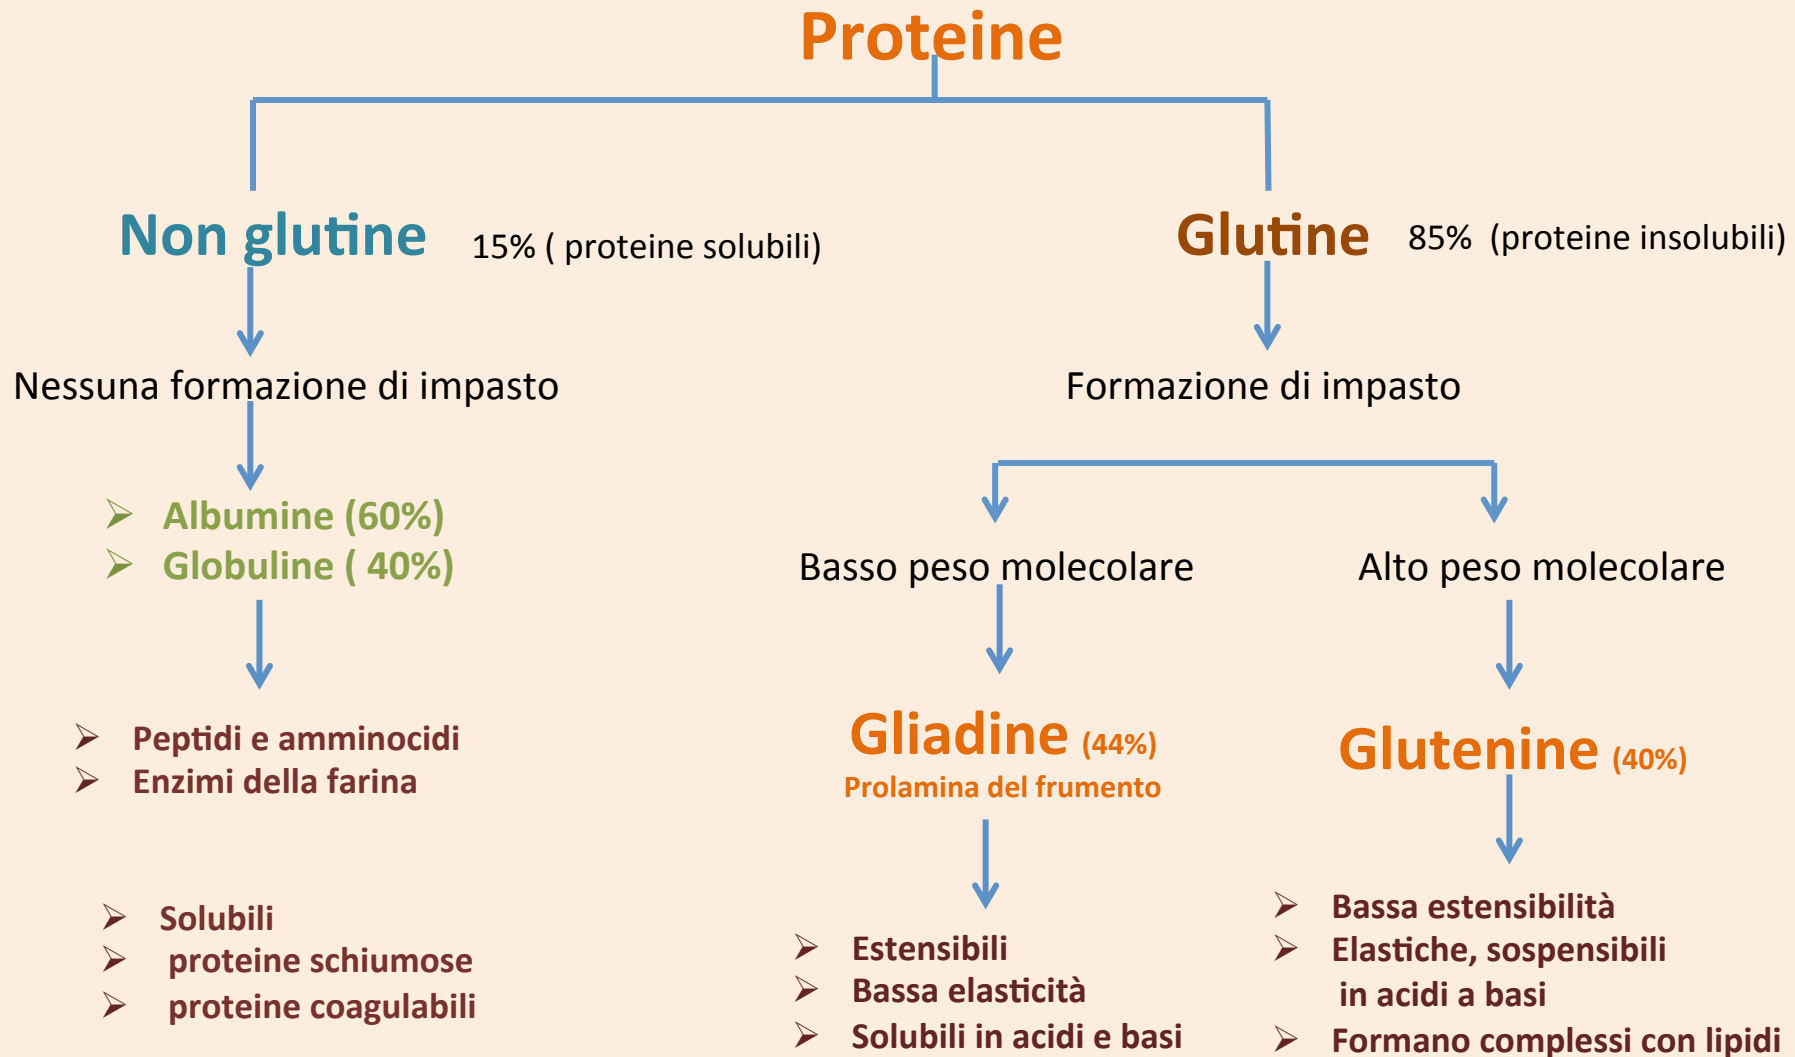 Proteine
Non glutine
15% ( proteine solubili)
Glutine
85% (proteine insolubili)
Nessuna formazione di impasto
Formazione di impasto
Albumine (60%)
Globuline ( 40%)
Basso peso molecolare
Alto peso molecolare
Peptidi e amminocidi
Enzimi della farina
Gliadine (44%)
Prolamina del frumento
Glutenine (40%)
Solubili
proteine schiumose
proteine coagulabili
Estensibili
Bassa elasticità
Solubili in acidi e basi
Bassa estensibilità
Elastiche, sospensibili
in acidi a basi
Formano complessi con lipidi